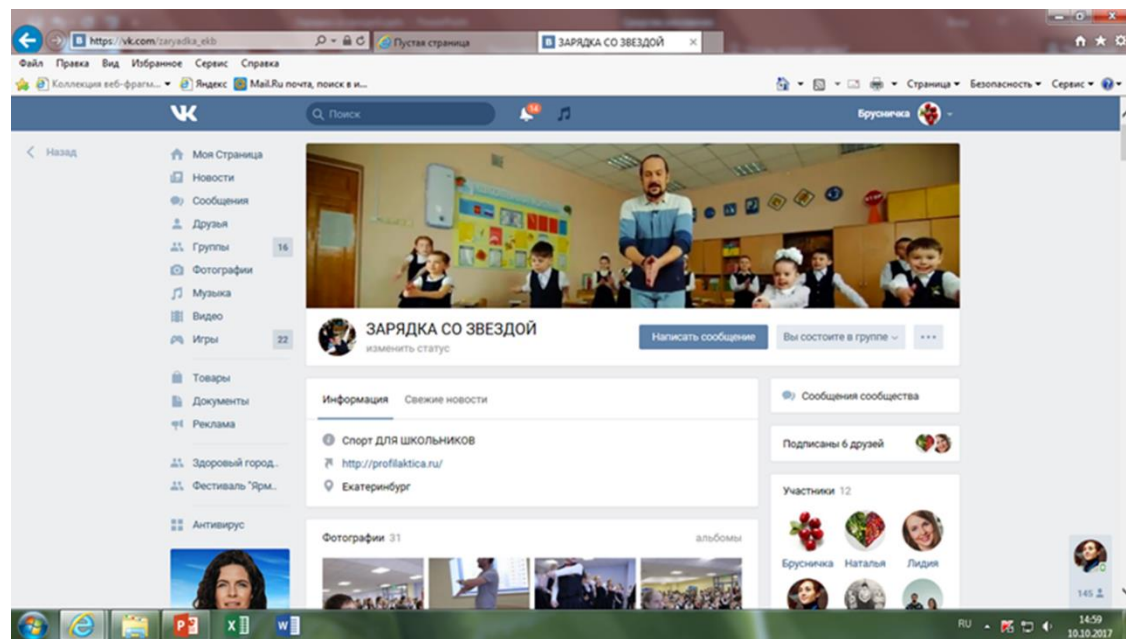 https://vk.com/zaryadka_ekb
Пустая страница
ЗАРЯДКА СО ЗВЕЗДОЙ
Файл Правка Вид Избранное Сервис Справка
Коллекция веб-фрагм... Яндекс Mail.Ru почта, поиск в и...
Страница Безопасность Сервис
Поиск
14
Брусничка
Назад
Моя Страница
Новости
Сообщения
Друзья
Группы 16
Фотографии
Музыка
Видео
Игры 22
Товары
Документы
Реклама
Здоровый город..
Фестиваль "Ярм..
Антивирус
ЗАРЯДКА СО ЗВЕЗДОЙ
изменить статус
Написать сообщение
Вы состоите в группе
Информация Свежие новости
Спорт ДЛЯ ШКОЛЬНИКОВ
http://profilaktica.ru/
Екатеринбург
Фотографии 31 альбомы
Сообщения сообщества
Подписаны 6 друзей
Участники 12
Брусничка Наталья Лидия
145
RU
14:59
10.10.2017